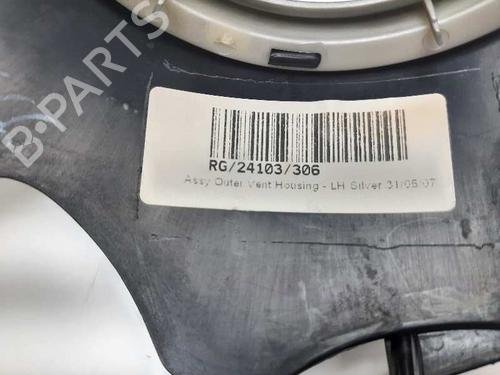 B-PARTS
RG/24103/306
Assy Outer Vent Housing - LH Silver 31/05/07